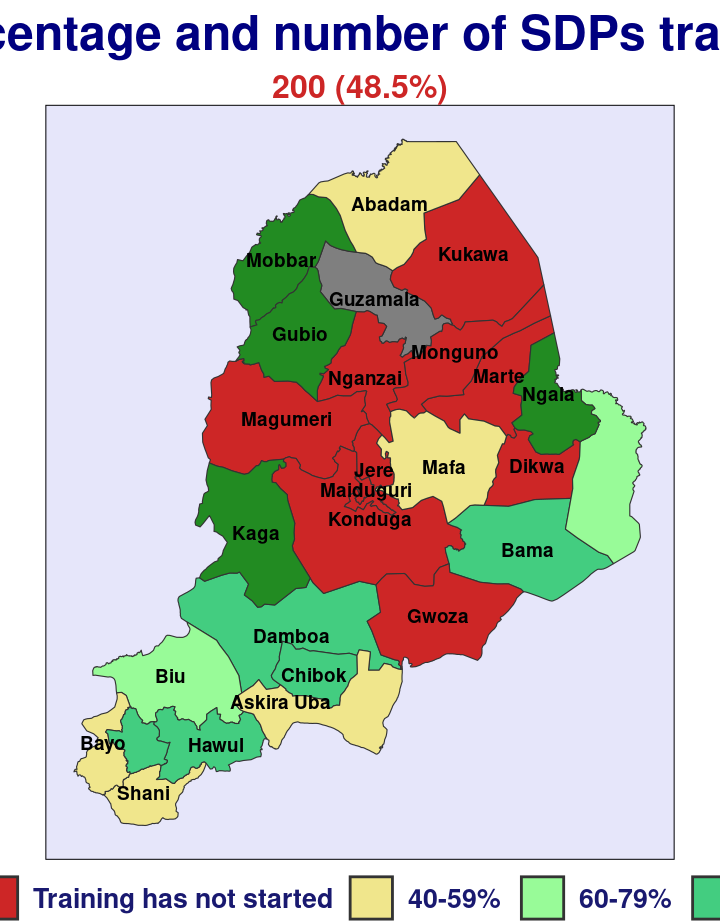 centage and number of SDPs tra
200 (48.5%)
Abadam
Kukawa
Mobbar
Guzamala
Gubio
Monguno
Nganzai
Marte
Ngala
Magumeri
Jere
Mafa
Dikwa
Maiduguri
Konduga
Kaga
Bama
Gwoza
Damboa
Biu
Chibok
Askira Uba
Bayo
Hawul
Shani
Training has not started 40-59% 60-79%